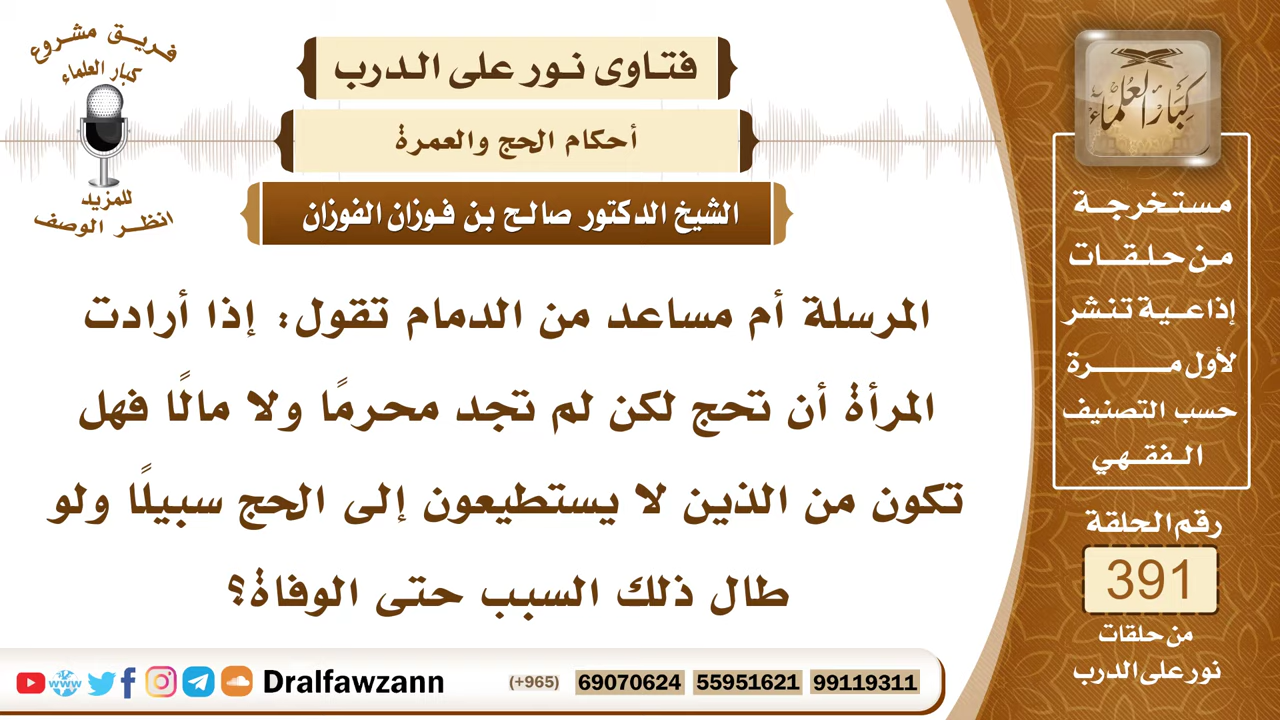 فريق مشروع
كبار العلماء
للمزيد
انظر الوصف
فتاوى نور على الدرب
أحكام الحج والعمرة
الشيخ الدكتور صالح بن فوزان الفوزان
المرسلة أم مساعد من الدمام تقول: إذا أرادت
المرأة أن تحج لكن لم تجد محرمًا ولا مالًا فهل
تكون من الذين لا يستطيعون إلى الحج سبيلًا ولو
طال ذلك السبب حتى الوفاة؟
كبار العلماء
مستخرجة
من حلقات
إذاعية تنشر
لأول مرة
حسب التصنيف
الفقهي
رقم الحلقة
391
من حلقات
نور على الدرب
www Dralfawzann (+965) 69070624 55951621 99119311